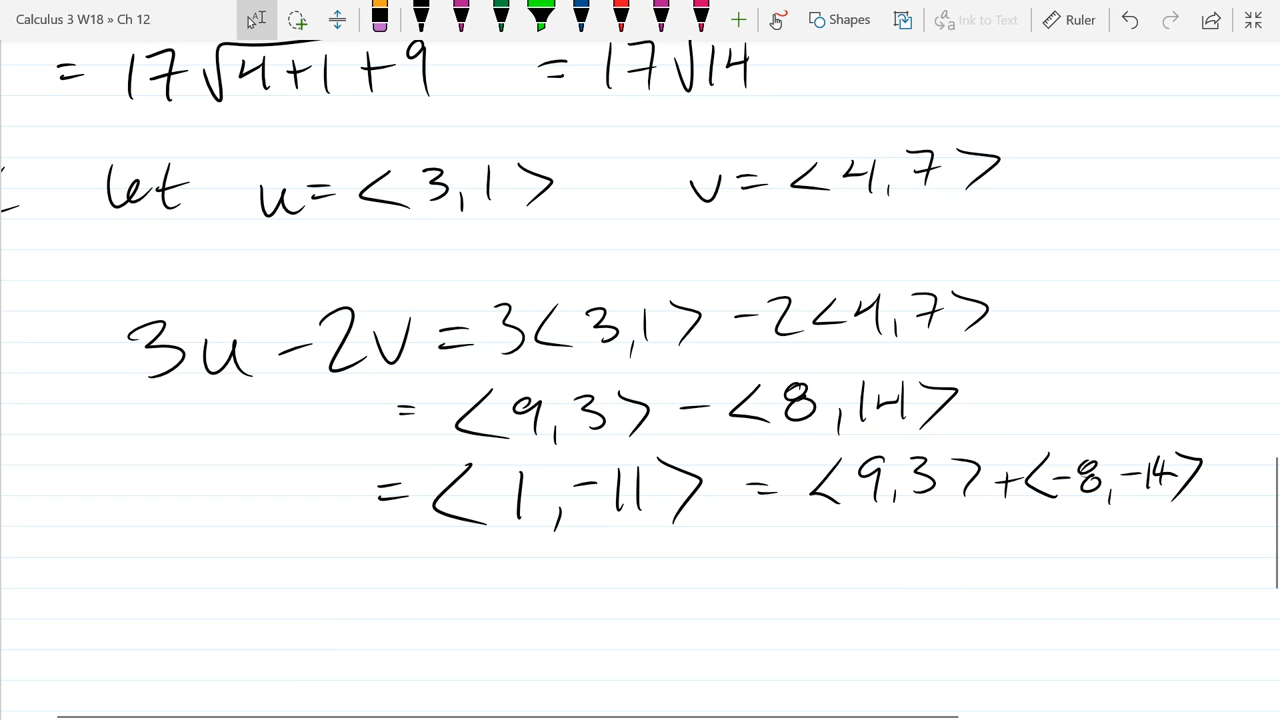 Calculus 3 W18 » Ch 12 Shapes Ink to Text Ruler
= 17√4+1+9 = 17√14
let u = <3,1> v = <4,7>
3u - 2v = 3<3,1> - 2<4,7>
= <9,3> - <8,14>
= <1,-11> = <9,3> + <-8,-14>